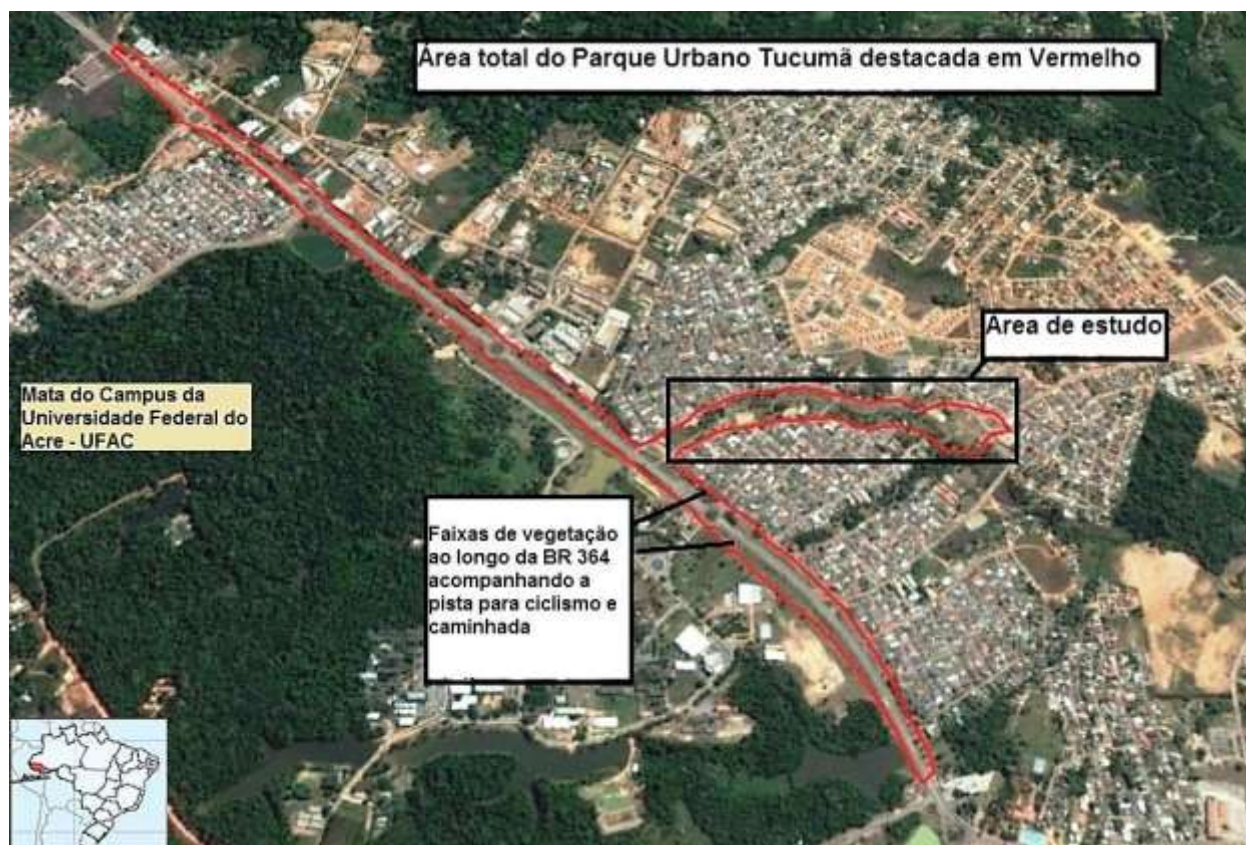 Área total do Parque Urbano Tucumã destacada em Vermelho
Area de estudo
Mata do Campus da
Universidade Federal do
Acre - UFAC
Faixas de vegetação
ao longo da BR 364
acompanhando a
pista para ciclismo e
caminhada